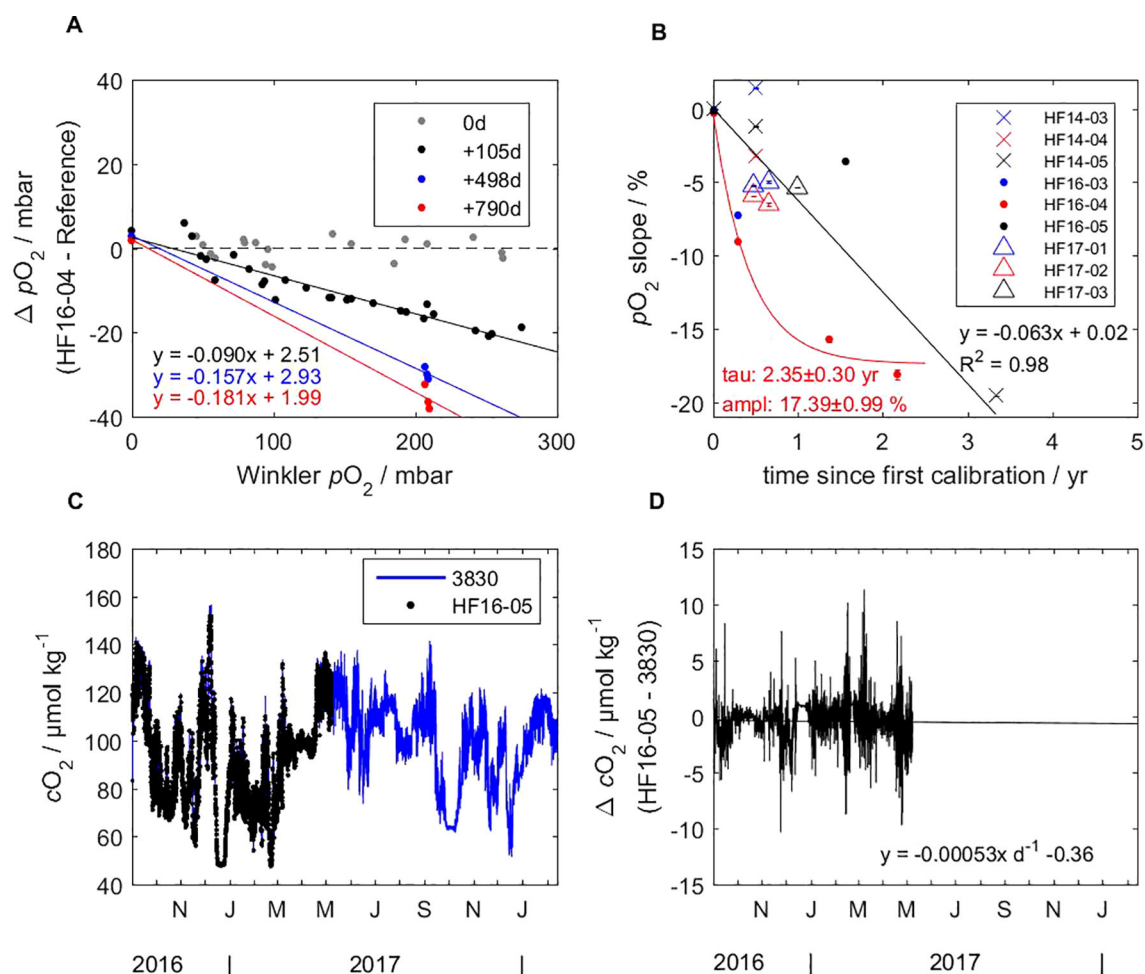 A
Δ pO2 / mbar
(HF16-04 - Reference)
40
20
0
-20
-40
0d
+105d
+498d
+790d
y = -0.090x + 2.51
y = -0.157x + 2.93
y = -0.181x + 1.99
0 100 200 300
Winkler pO2 / mbar
B
pO2 slope / %
0
-5
-10
-15
-20
HF14-03
HF14-04
HF14-05
HF16-03
HF16-04
HF16-05
HF17-01
HF17-02
HF17-03
y = -0.063x + 0.02
R² = 0.98
tau: 2.35±0.30 yr
ampl: 17.39±0.99 %
0 1 2 3 4 5
time since first calibration / yr
C
cO2 / μmol kg⁻¹
180
160
140
120
100
80
60
40
3830
HF16-05
N J M M J S N J
2016 | 2017 |
D
Δ cO2 / μmol kg⁻¹
(HF16-05 - 3830)
15
10
5
0
-5
-10
-15
y = -0.00053x d⁻¹ -0.36
N J M M J S N J
2016 | 2017 |